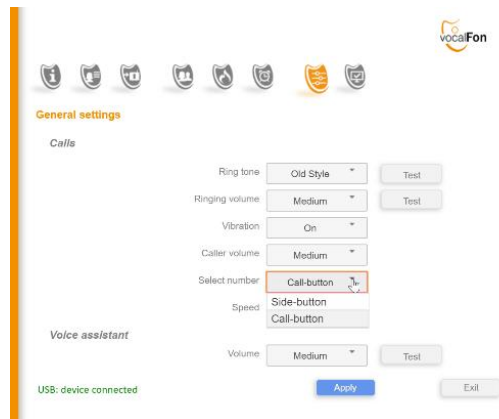 vocalFon
General settings
Calls
Ring tone Old Style Test
Ringing volume Medium Test
Vibration On
Caller volume Medium
Select number Call-button
Side-button
Speed
Call-button
Voice assistant
Volume Medium Test
USB: device connected Apply Exit